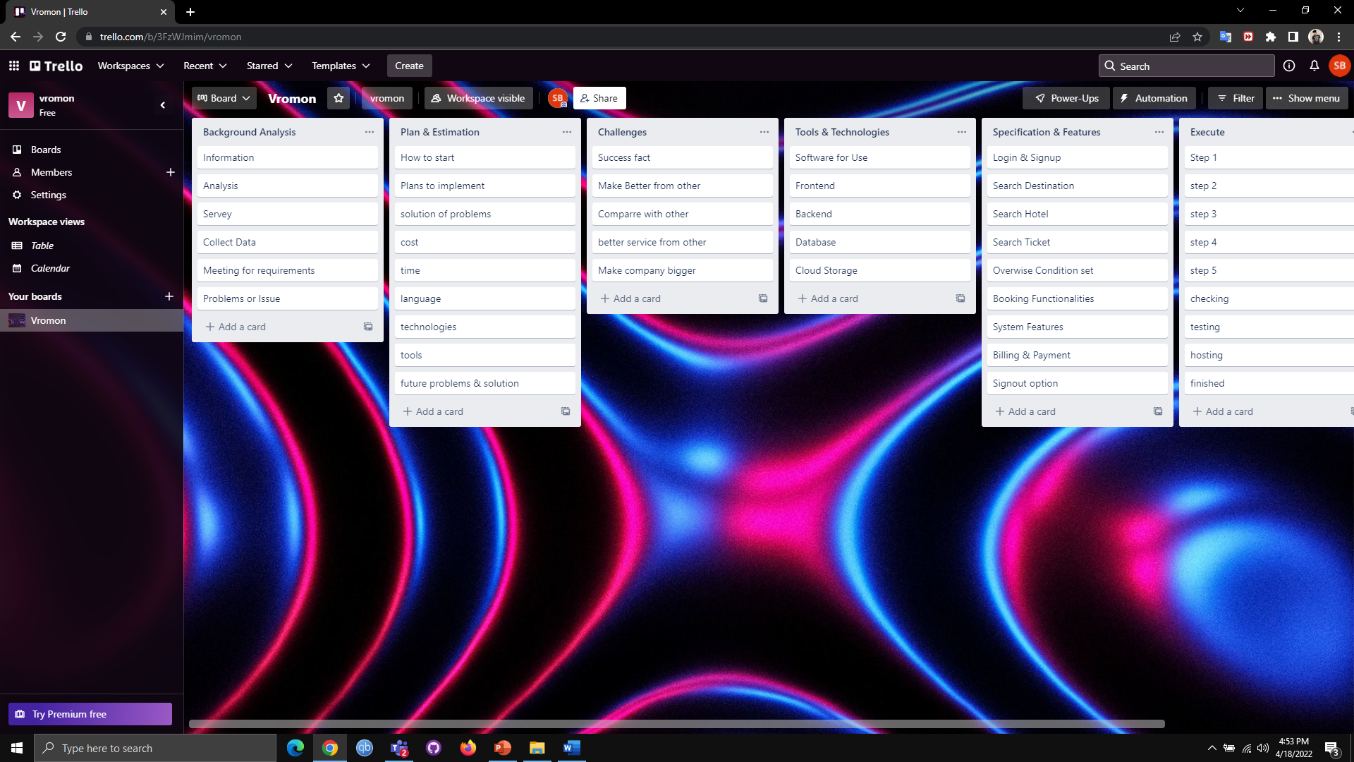 Vromon | Trello
trello.com/b/3FzWJmim/vromon
Trello
Workspaces
Recent
Starred
Templates
Create
Search
SB
V
vromon
Free
Board
Vromon
vromon
Workspace visible
SB
Share
Power-Ups
Automation
Filter
Show menu
Boards
Members
Settings
Workspace views
Table
Calendar
Your boards
Vromon
Try Premium free
Background Analysis
Information
Analysis
Servey
Collect Data
Meeting for requirements
Problems or Issue
Add a card
Plan & Estimation
How to start
Plans to implement
solution of problems
cost
time
language
technologies
tools
future problems & solution
Add a card
Challenges
Success fact
Make Better from other
Comparre with other
better service from other
Make company bigger
Add a card
Tools & Technologies
Software for Use
Frontend
Backend
Database
Cloud Storage
Add a card
Specification & Features
Login & Signup
Search Destination
Search Hotel
Search Ticket
Overwise Condition set
Booking Functionalities
System Features
Billing & Payment
Signout option
Add a card
Execute
Step 1
step 2
step 3
step 4
step 5
checking
testing
hosting
finished
Add a card
Type here to search
qb
2
4:53 PM
4/18/2022
3